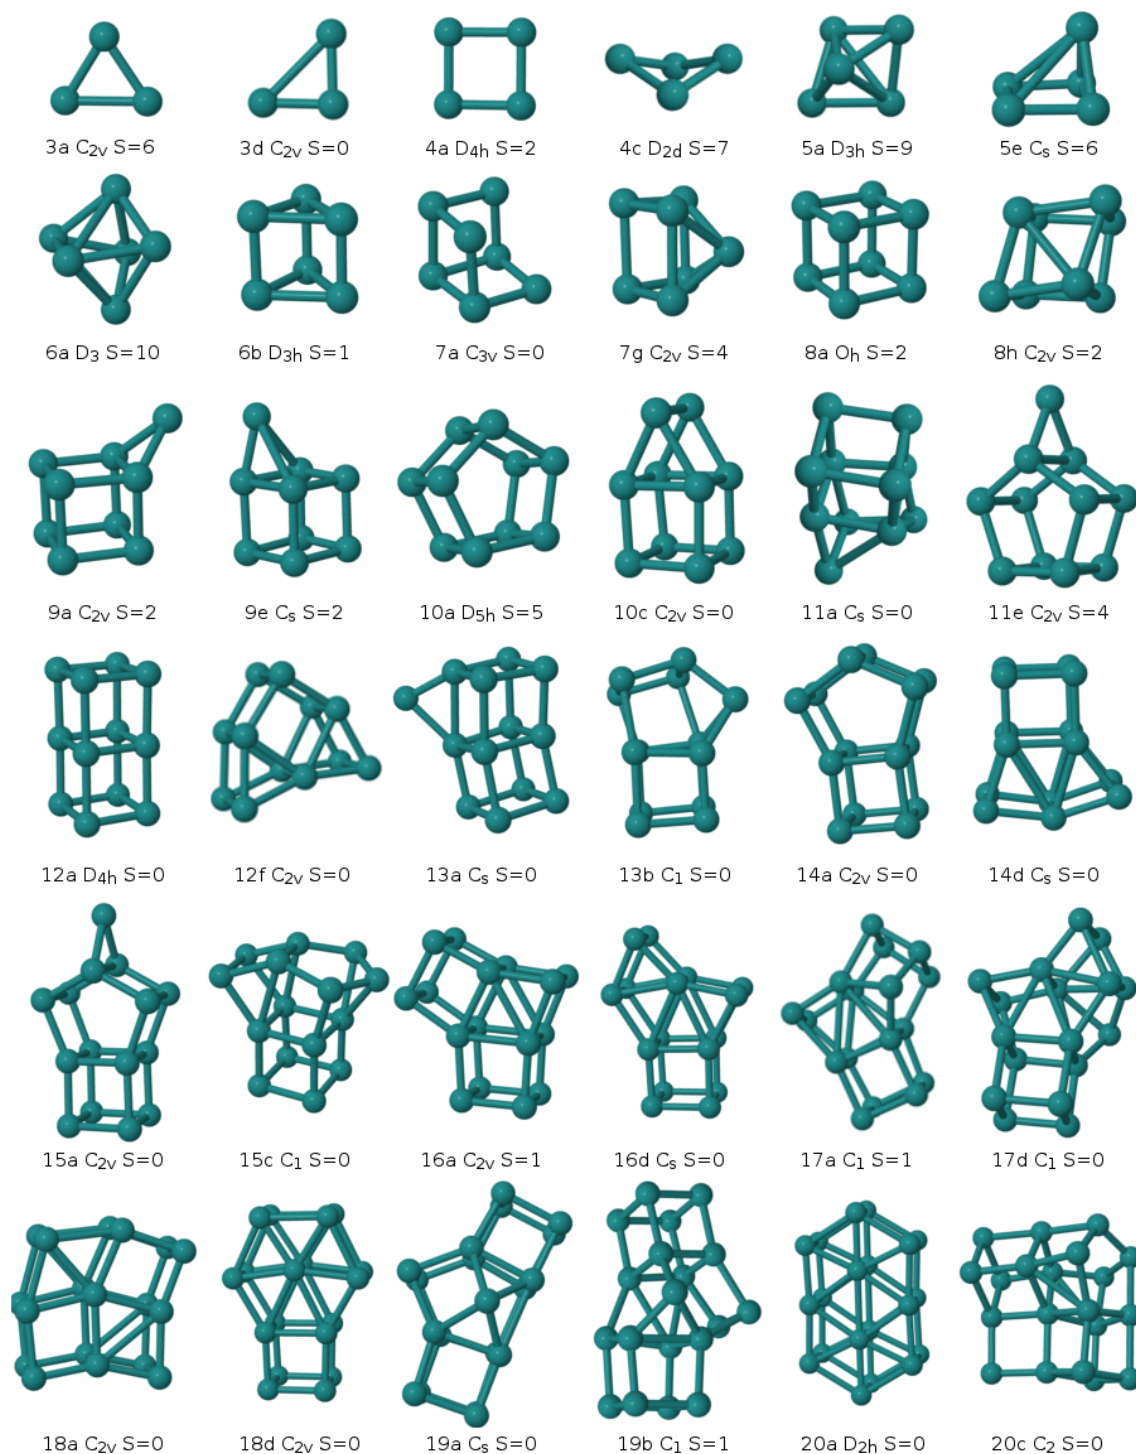 3a C2v S=6 3d C2v S=0 4a D4h S=2 4c D2d S=7 5a D3h S=9 5e Cs S=6
6a D3 S=10 6b D3h S=1 7a C3v S=0 7g C2v S=4 8a Oh S=2 8h C2v S=2
9a C2v S=2 9e Cs S=2 10a D5h S=5 10c C2v S=0 11a Cs S=0 11e C2v S=4
12a D4h S=0 12f C2v S=0 13a Cs S=0 13b C1 S=0 14a C2v S=0 14d Cs S=0
15a C2v S=0 15c C1 S=0 16a C2v S=1 16d Cs S=0 17a C1 S=1 17d C1 S=0
18a C2v S=0 18d C2v S=0 19a Cs S=0 19b C1 S=1 20a D2h S=0 20c C2 S=0